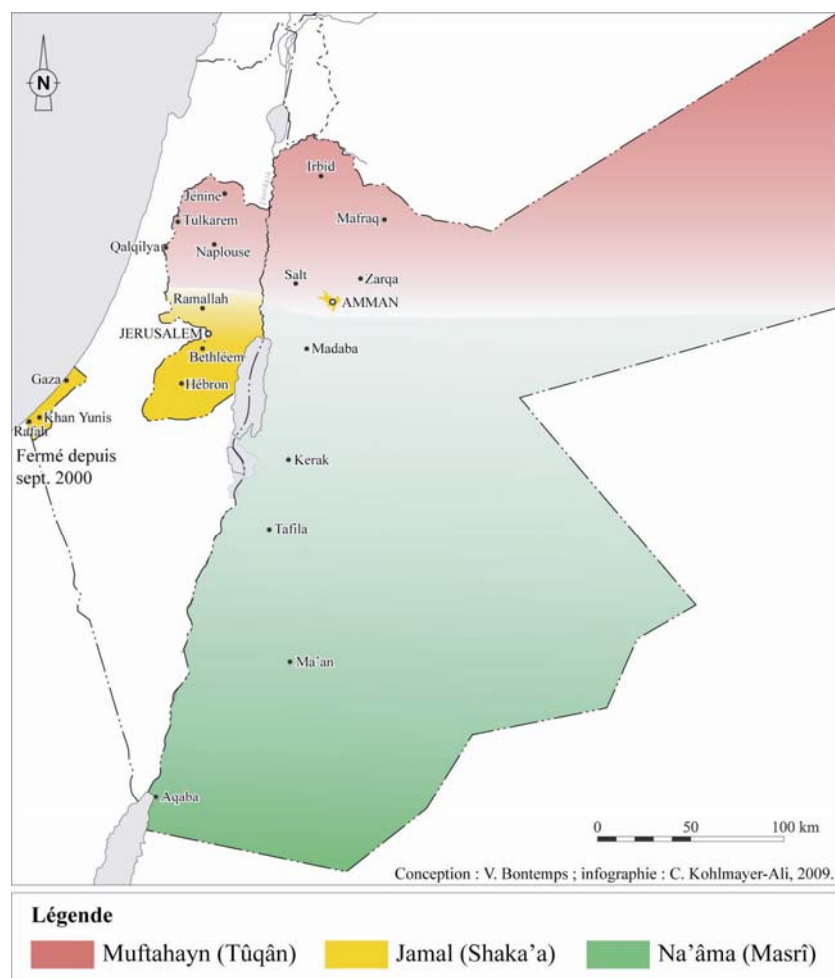 N
Irbid
Jénine
Tulkarem
Mafraq
Qalqilya
Naplouse
Salt
Zarqa
Ramallah
AMMAN
JERUSALEM
Bethléem
Madaba
Gaza
Hébron
Khan Yunis
Rafah
Fermé depuis
sept. 2000
Kerak
Tafila
Ma'an
Aqaba
0 50 100 km
Conception : V. Bontemps ; infographie : C. Kohlmayer-Ali, 2009.
Légende
Muftahayn (Tûqân) Jamal (Shaka'a) Na'âma (Masrî)